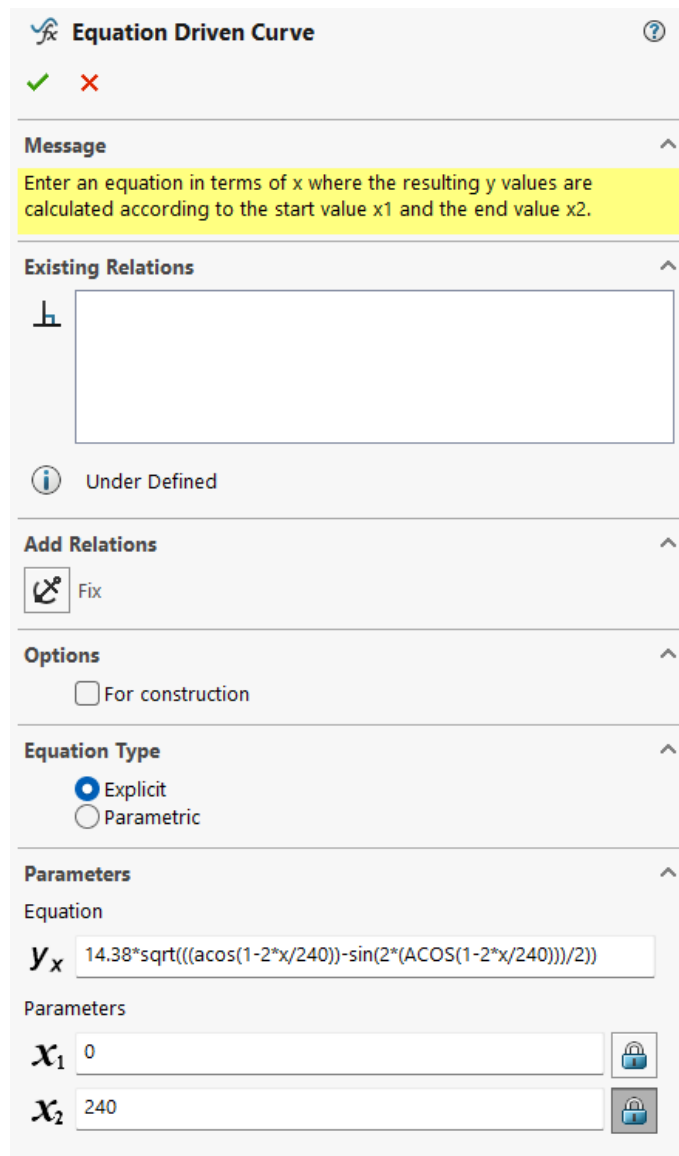 Equation Driven Curve
Message
Enter an equation in terms of x where the resulting y values are
calculated according to the start value x1 and the end value x2.
Existing Relations
Under Defined
Add Relations
Fix
Options
For construction
Equation Type
Explicit
Parametric
Parameters
Equation
yx 14.38*sqrt(((acos(1-2*x/240))-sin(2*(ACOS(1-2*x/240)))/2))
Parameters
x1 0
x2 240